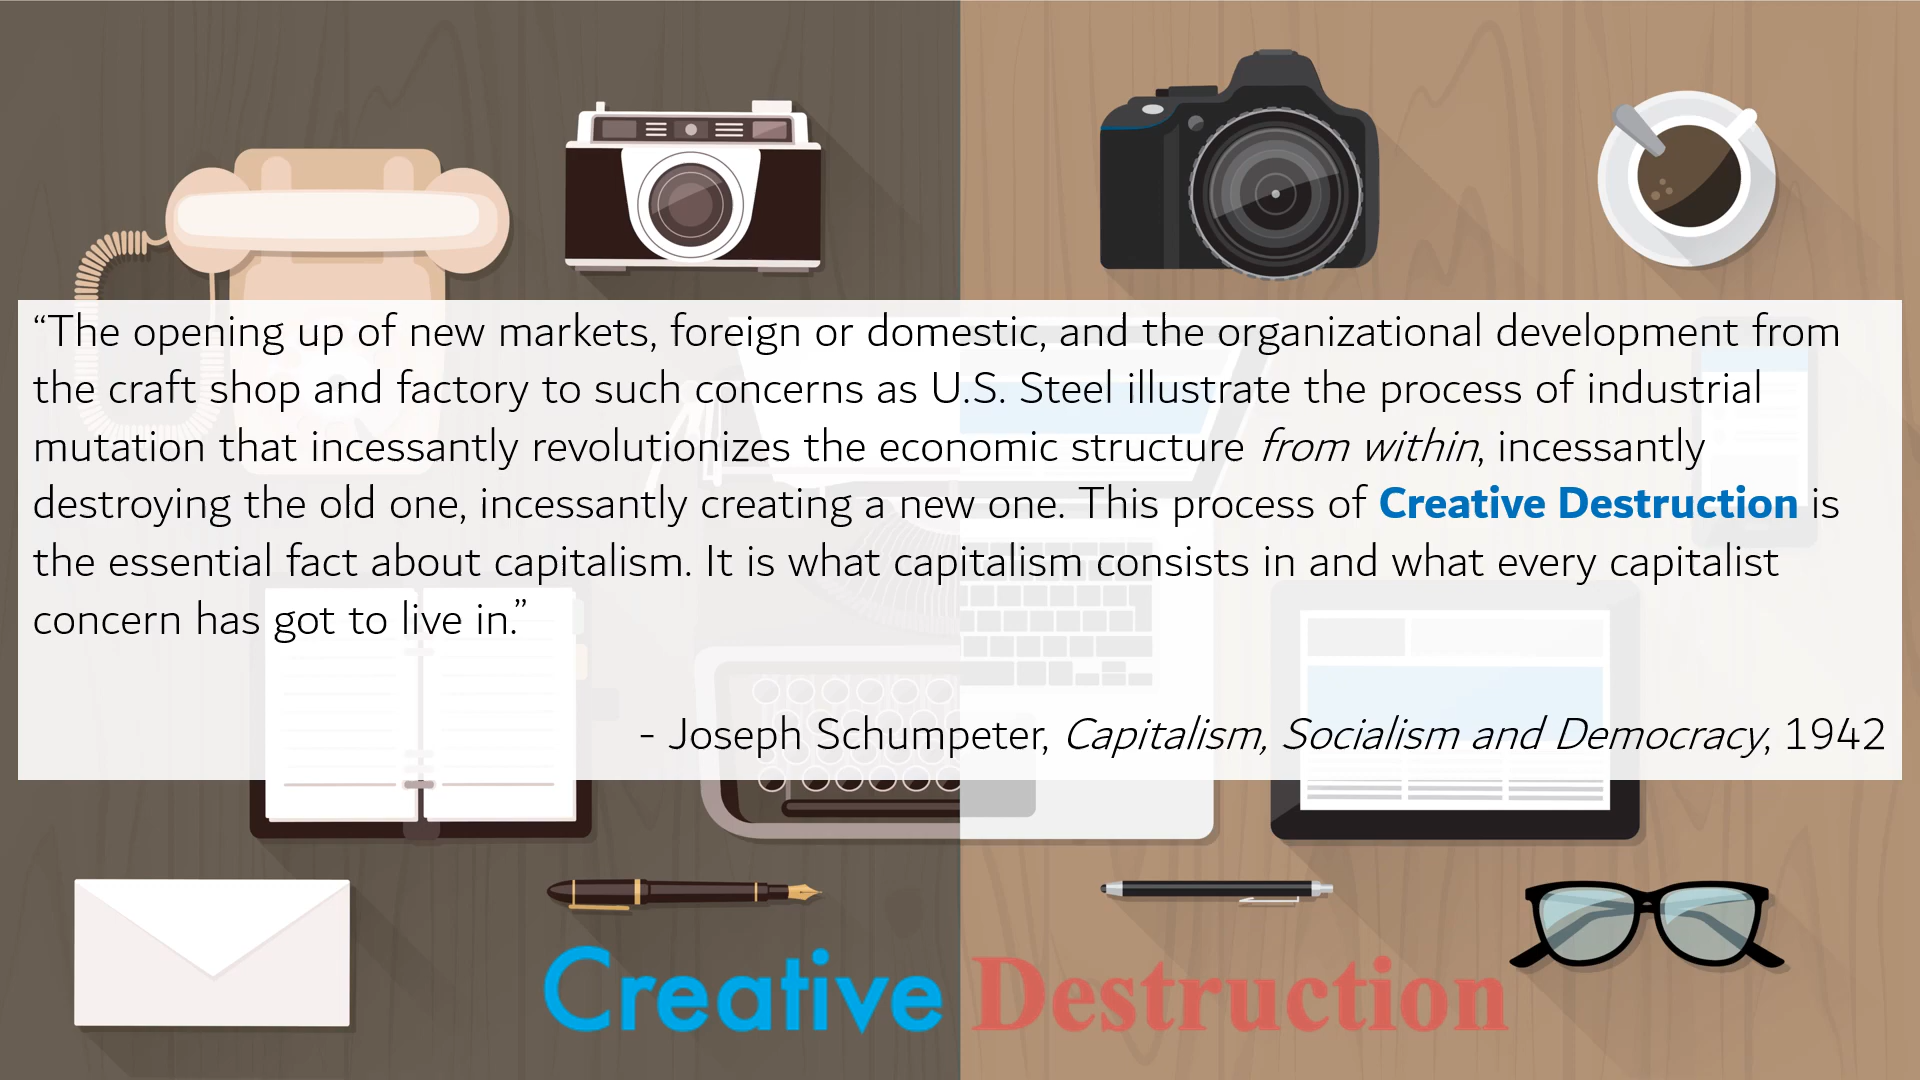 “The opening up of new markets, foreign or domestic, and the organizational development from
the craft shop and factory to such concerns as U.S. Steel illustrate the process of industrial
mutation that incessantly revolutionizes the economic structure from within, incessantly
destroying the old one, incessantly creating a new one. This process of Creative Destruction is
the essential fact about capitalism. It is what capitalism consists in and what every capitalist
concern has got to live in.”
- Joseph Schumpeter, Capitalism, Socialism and Democracy, 1942
Creative Destruction